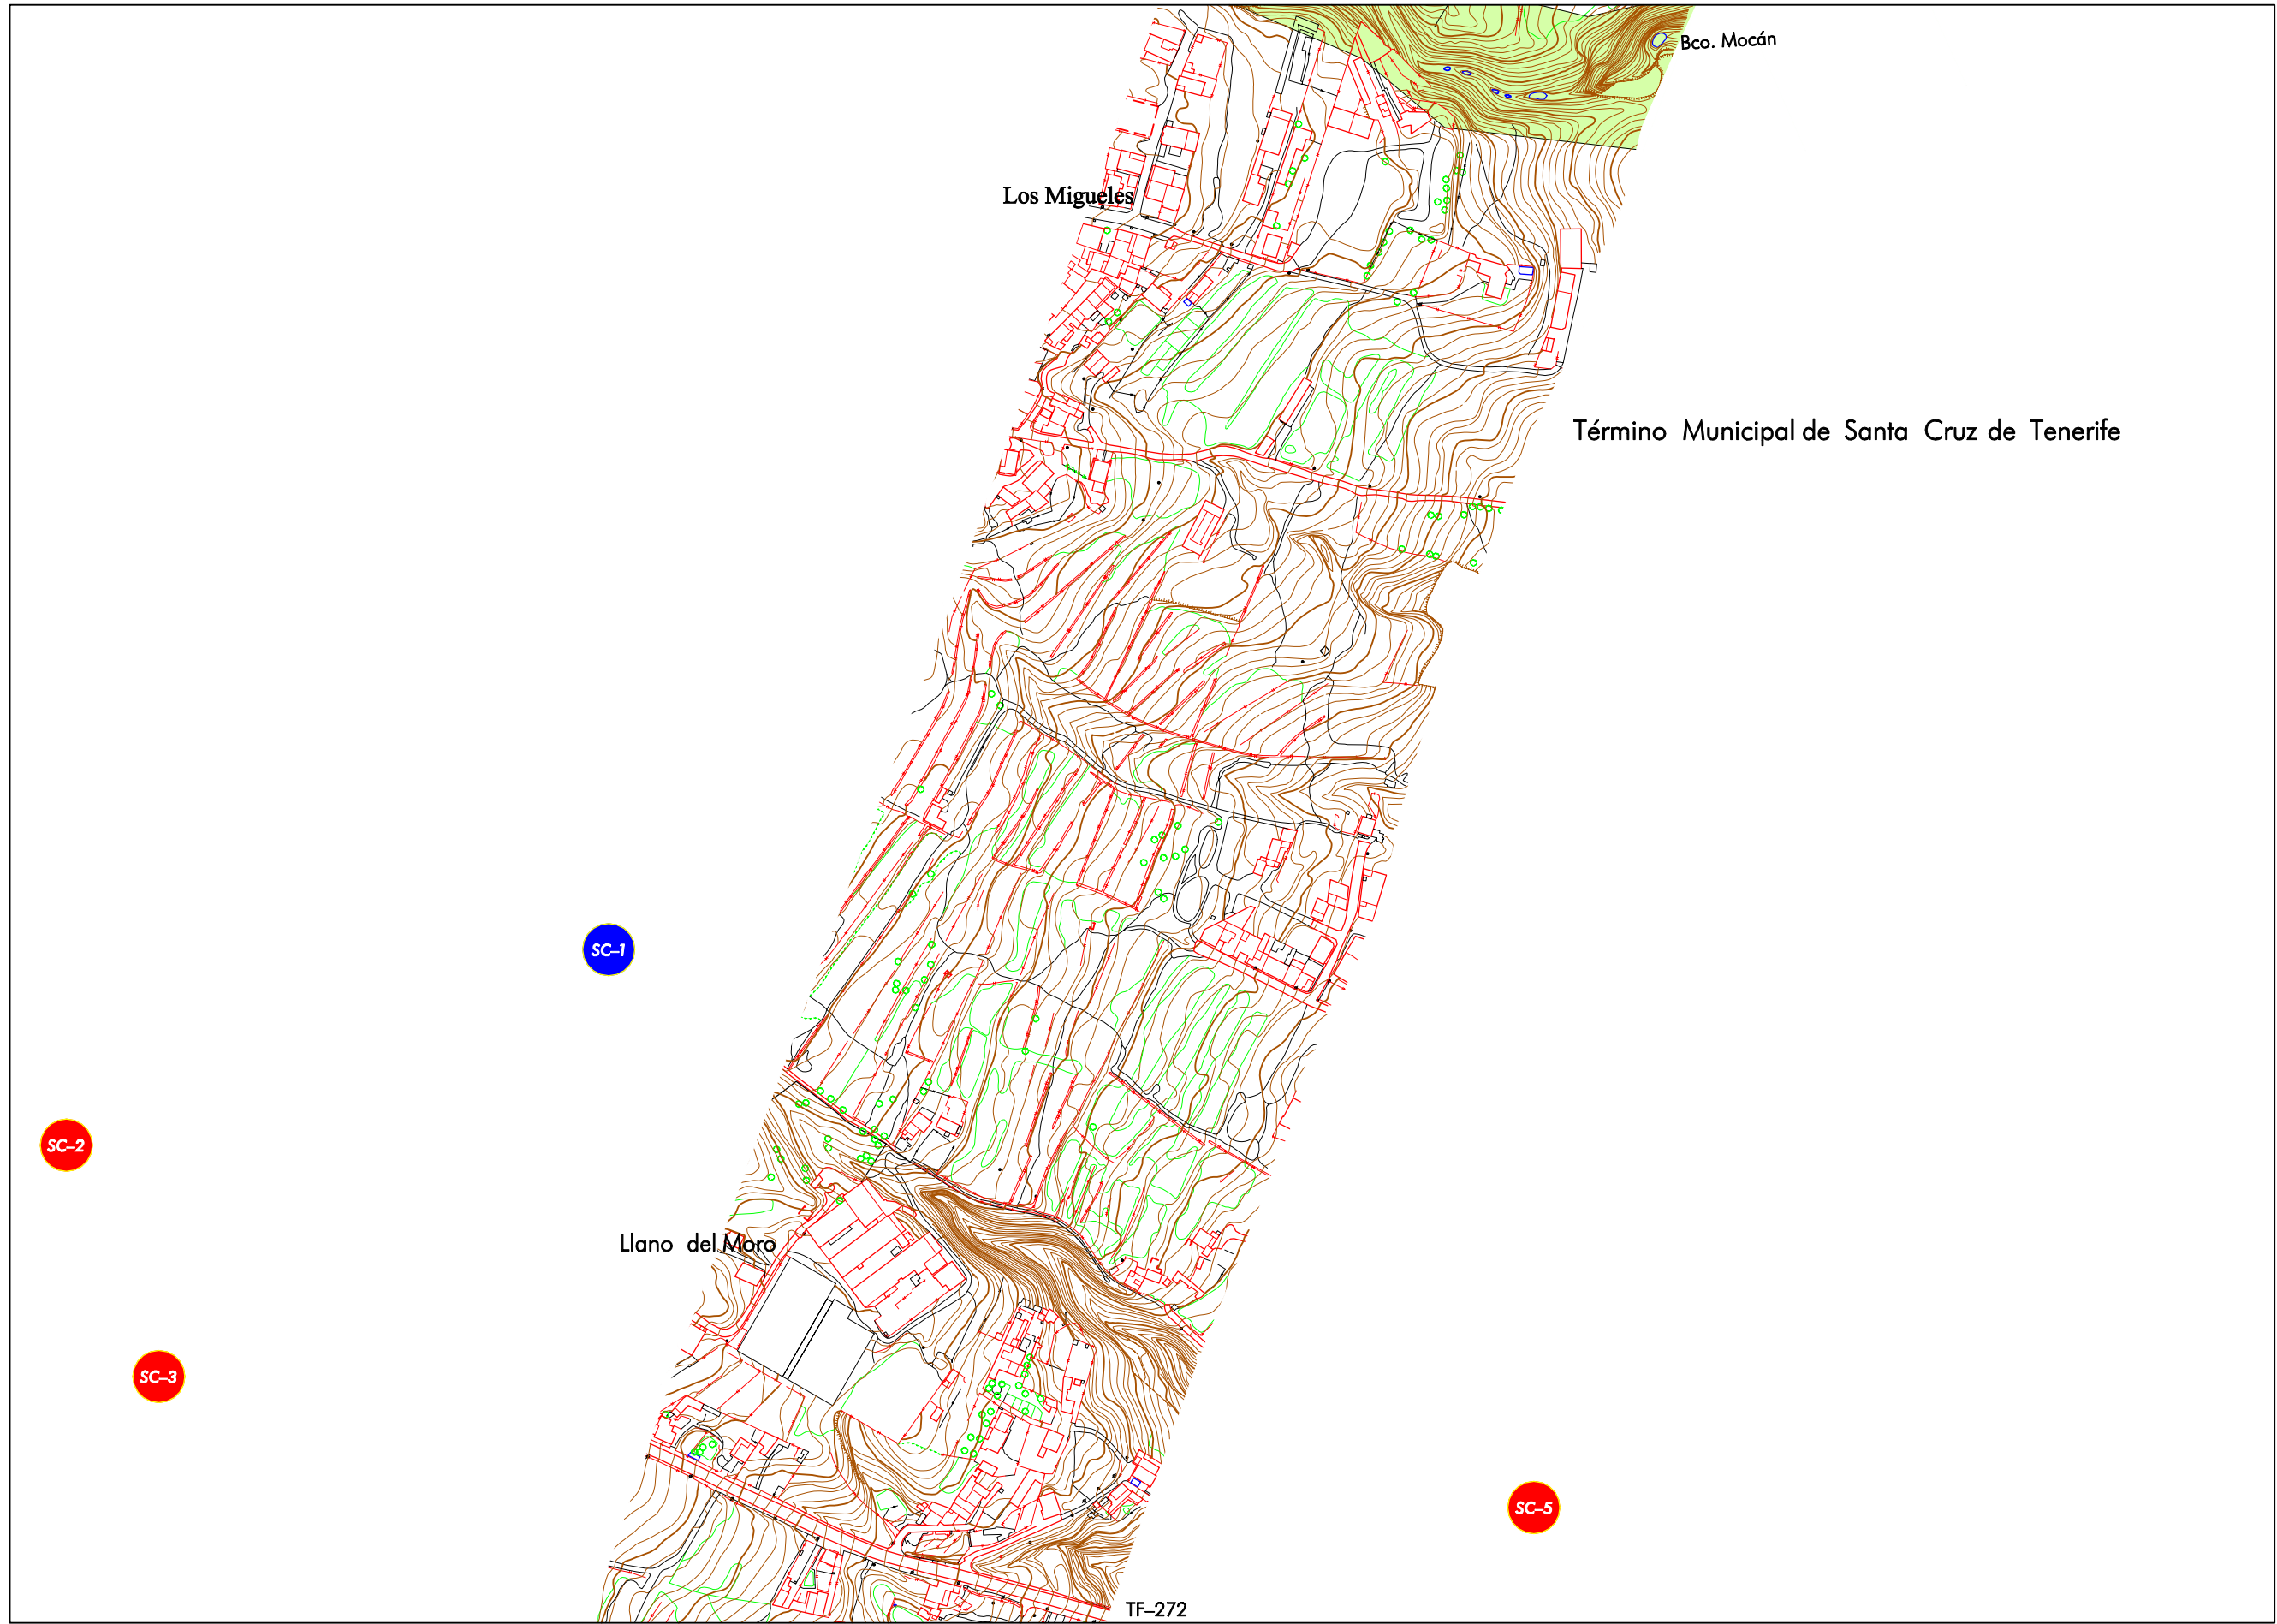 Bco. Mocán
Los Migueles
Término Municipal de Santa Cruz de Tenerife
SC–1
SC–2
Llano del Moro
SC–3
SC–5
TF–272